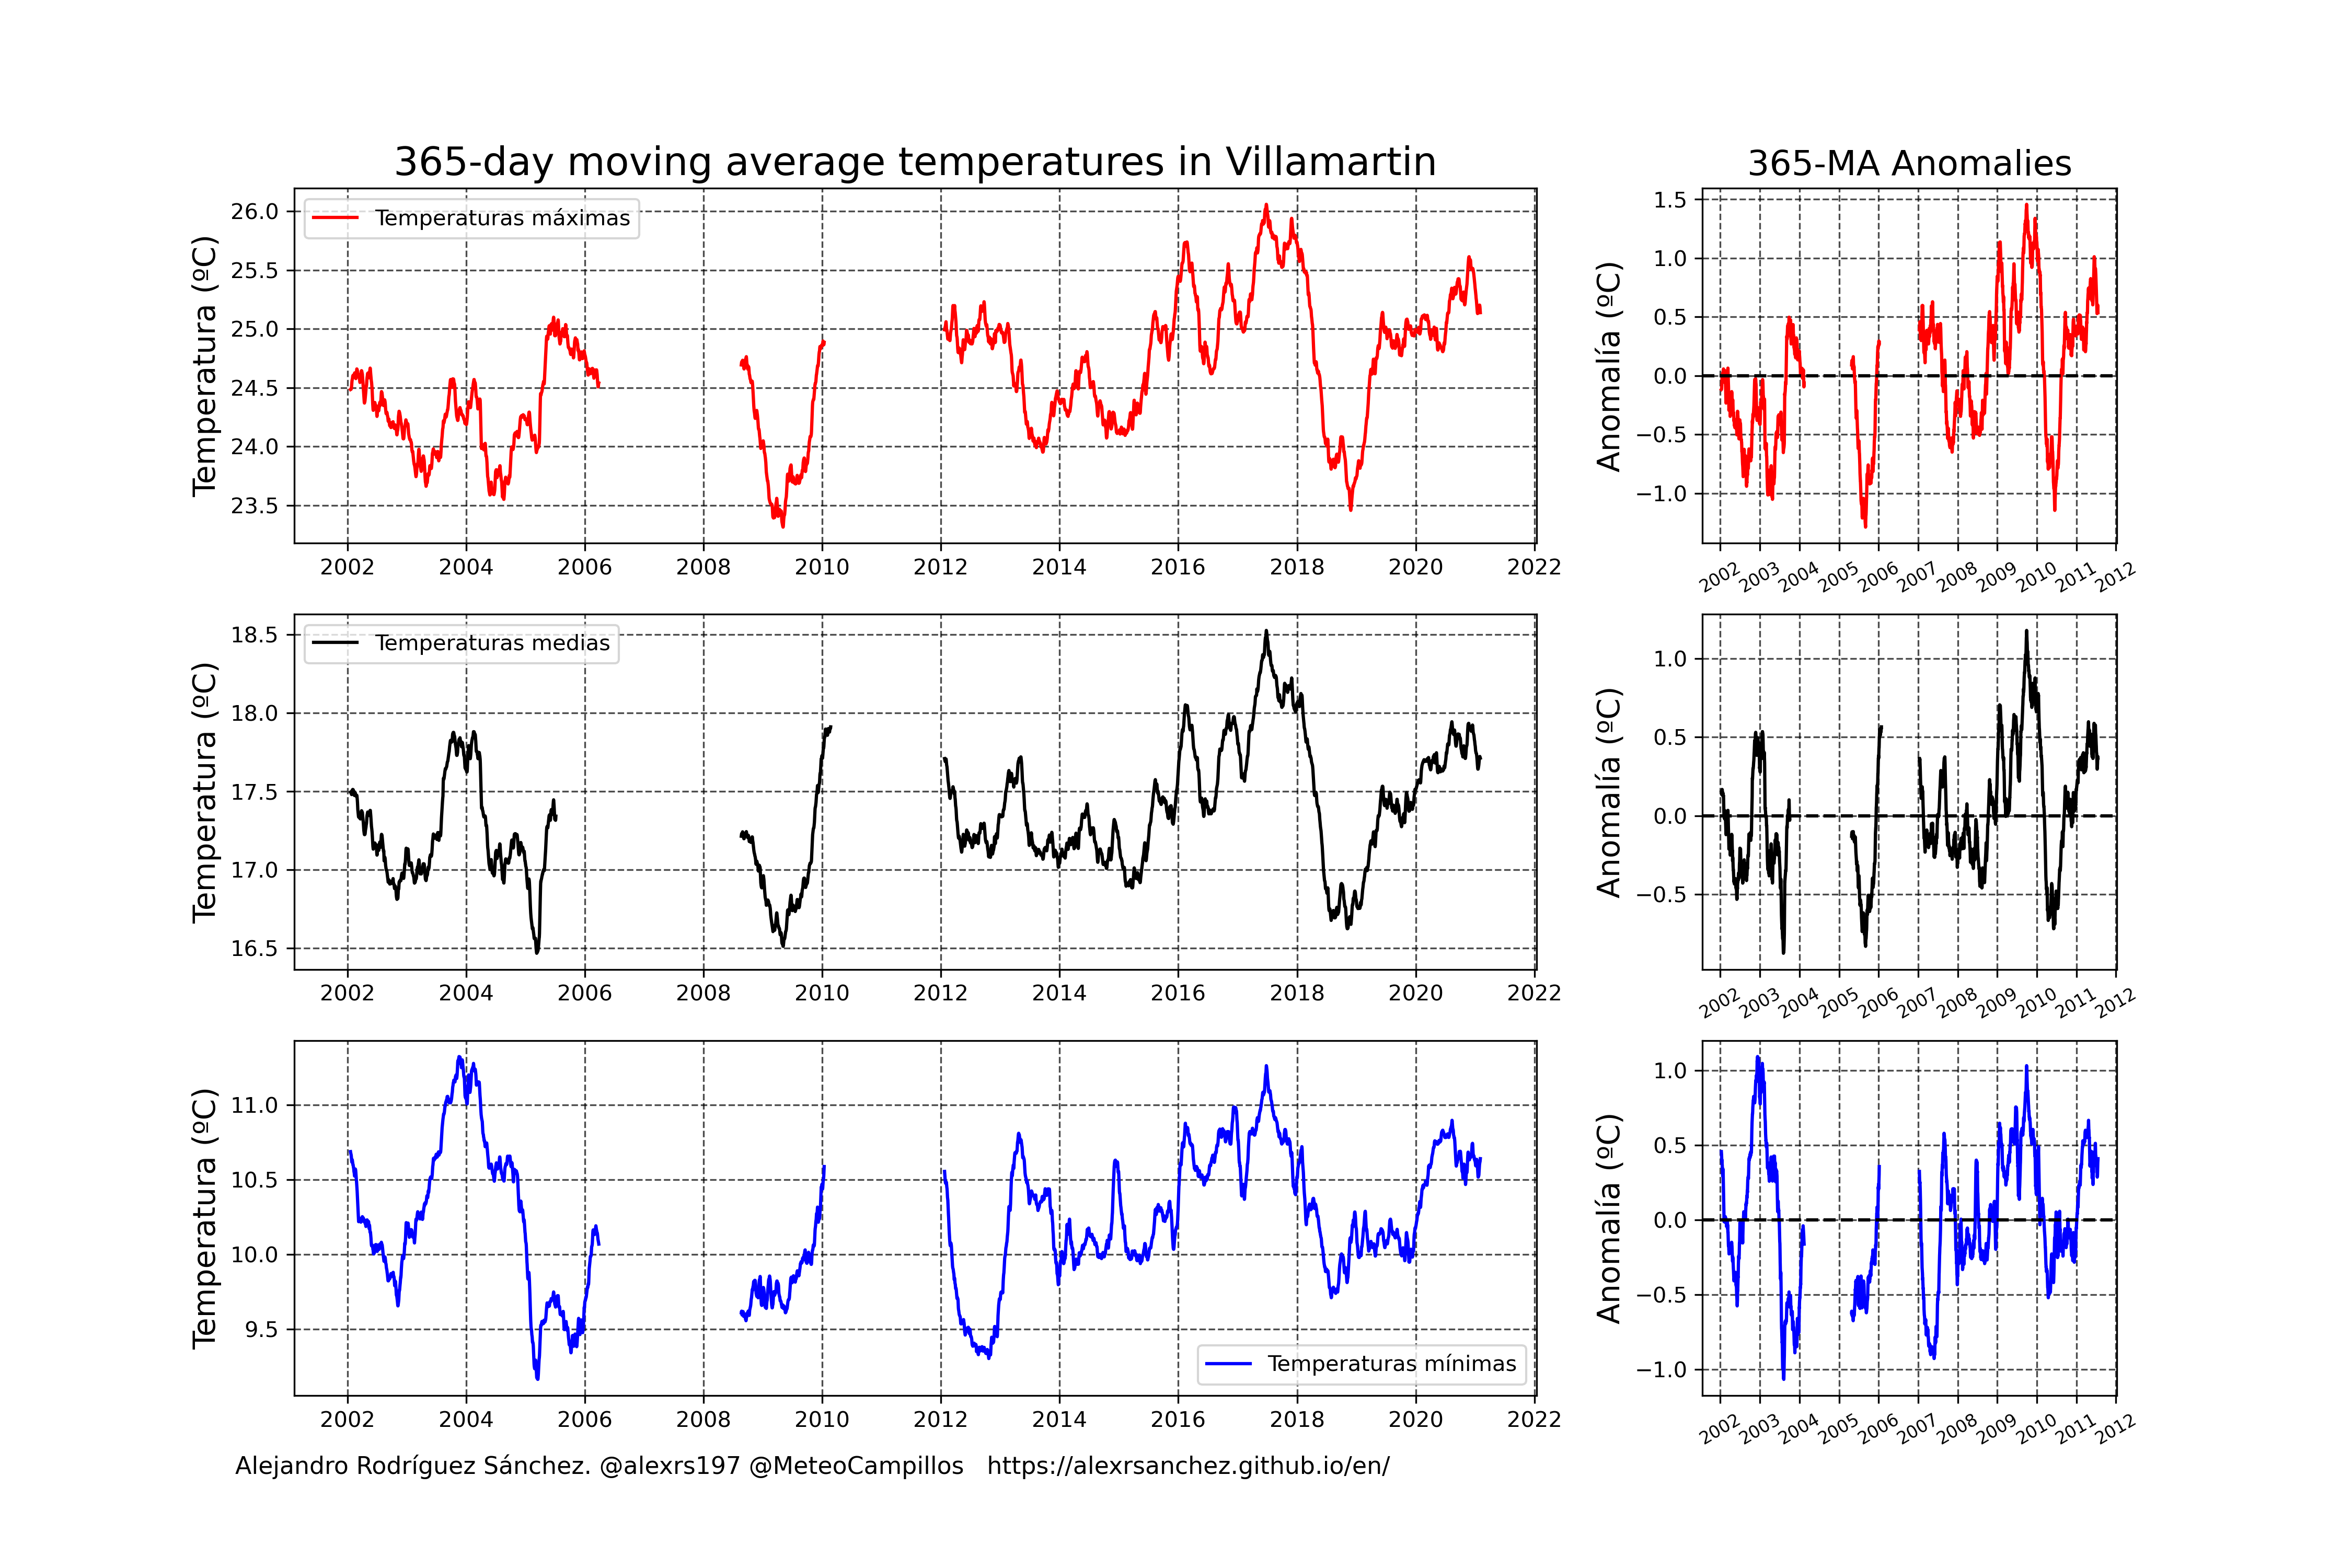 365-day moving average temperatures in Villamartin
365-MA Anomalies
Temperatura (ºC)
26.0
25.5
25.0
24.5
24.0
23.5
Temperaturas máximas
2002 2004 2006 2008 2010 2012 2014 2016 2018 2020 2022
Anomalía (ºC)
1.5
1.0
0.5
0.0
−0.5
−1.0
2002 2003 2004 2005 2006 2007 2008 2009 2010 2011 2012
Temperatura (ºC)
18.5
18.0
17.5
17.0
16.5
Temperaturas medias
2002 2004 2006 2008 2010 2012 2014 2016 2018 2020 2022
Anomalía (ºC)
1.0
0.5
0.0
−0.5
2002 2003 2004 2005 2006 2007 2008 2009 2010 2011 2012
Temperatura (ºC)
11.0
10.5
10.0
9.5
Temperaturas mínimas
2002 2004 2006 2008 2010 2012 2014 2016 2018 2020 2022
Anomalía (ºC)
1.0
0.5
0.0
−0.5
−1.0
2002 2003 2004 2005 2006 2007 2008 2009 2010 2011 2012
Alejandro Rodríguez Sánchez. @alexrs197 @MeteoCampillos https://alexrsanchez.github.io/en/